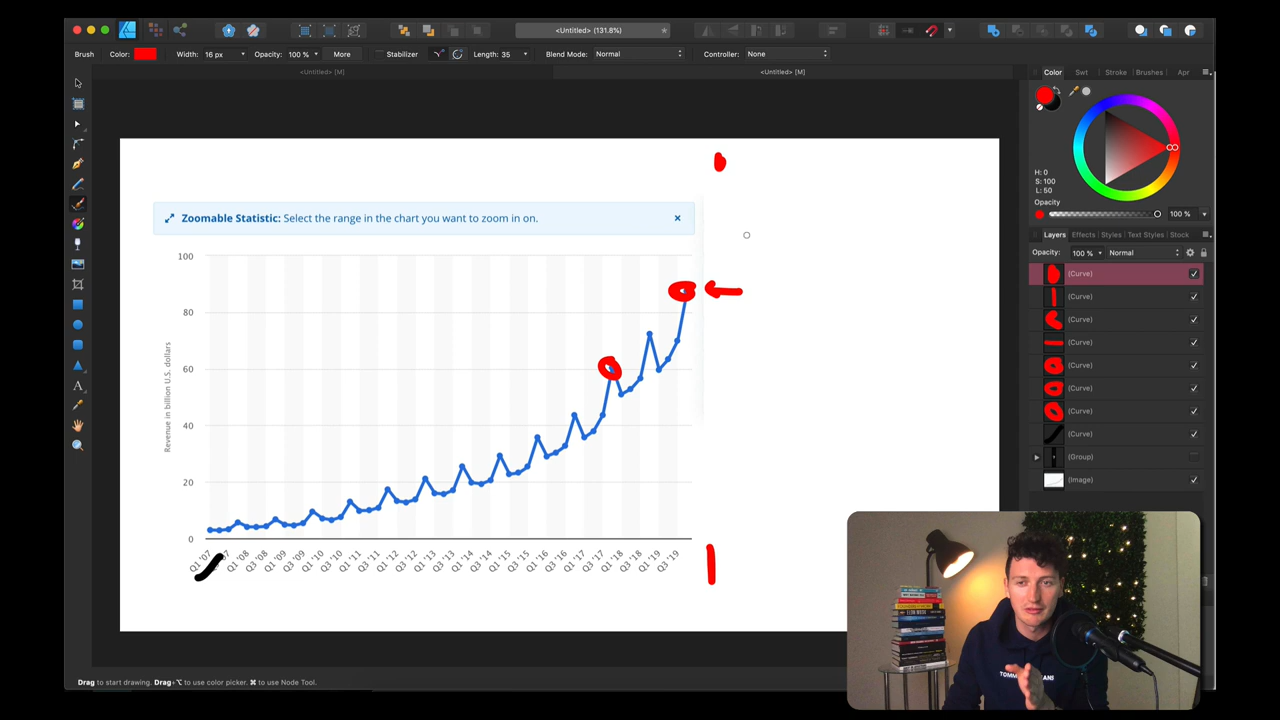 <Untitled> (131.8%)
Brush Color: Width: 16 px Opacity: 100 % More Stabilizer Length: 35 Blend Mode: Normal Controller: None
<Untitled> [M] <Untitled> [M]
Color Swt Stroke Brushes Apr
H: 0
S: 100
L: 50
Opacity
100 %
Layers Effects Styles Text Styles Stock
Opacity: 100 % Normal
(Curve)
(Curve)
(Curve)
(Curve)
(Curve)
(Curve)
(Curve)
(Curve)
(Group)
(Image)
Zoomable Statistic: Select the range in the chart you want to zoom in on. ×
Revenue in billion U.S. dollars
100
80
60
40
20
0
Q1 '07 Q1 '08 Q3 '08 Q1 '09 Q3 '09 Q1 '10 Q3 '10 Q1 '11 Q3 '11 Q1 '12 Q3 '12 Q1 '13 Q3 '13 Q1 '14 Q3 '14 Q1 '15 Q3 '15 Q1 '16 Q3 '16 Q1 '17 Q3 '17 Q1 '18 Q3 '18 Q1 '19 Q3 '19
Drag to start drawing. Drag+⌥ to use color picker. ⌘ to use Node Tool.